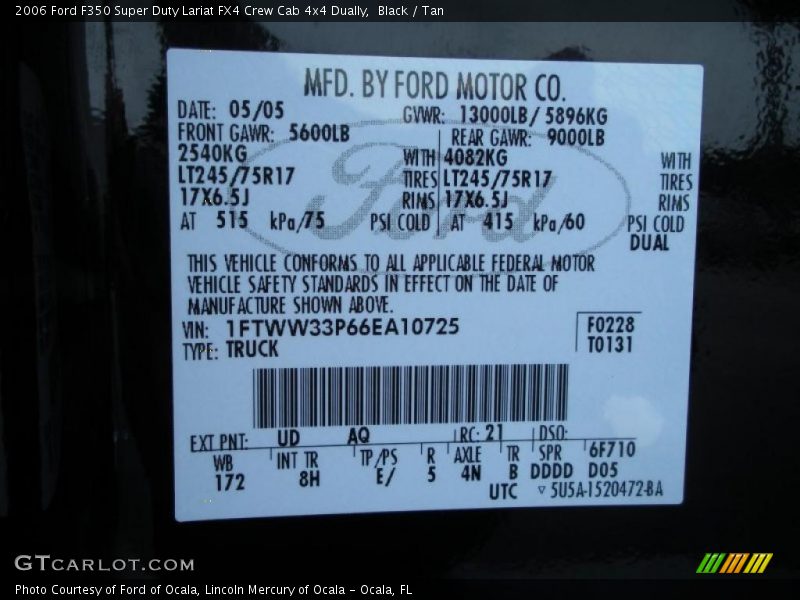 2006 Ford F350 Super Duty Lariat FX4 Crew Cab 4x4 Dually, Black / Tan
MFD. BY FORD MOTOR CO.
DATE: 05/05 GVWR: 13000LB/ 5896KG
FRONT GAWR: 5600LB REAR GAWR: 9000LB
2540KG WITH 4082KG WITH
LT245/75R17 TIRES LT245/75R17 TIRES
17X6.5J RIMS 17X6.5J RIMS
AT 515 kPa/75 PSI COLD AT 415 kPa/60 PSI COLD
DUAL
Ford
THIS VEHICLE CONFORMS TO ALL APPLICABLE FEDERAL MOTOR
VEHICLE SAFETY STANDARDS IN EFFECT ON THE DATE OF
MANUFACTURE SHOWN ABOVE.
VIN: 1FTWW33P66EA10725 F0228
TYPE: TRUCK T0131
EXT PNT: UD AQ RC: 21 DSO:
WB INT TR TP/PS R AXLE TR SPR 6F710
172 8H E/ 5 4N B DDDD D05
UTC ▽ 5U5A-1520472-BA
GTCARLOT.COM
Photo Courtesy of Ford of Ocala, Lincoln Mercury of Ocala - Ocala, FL